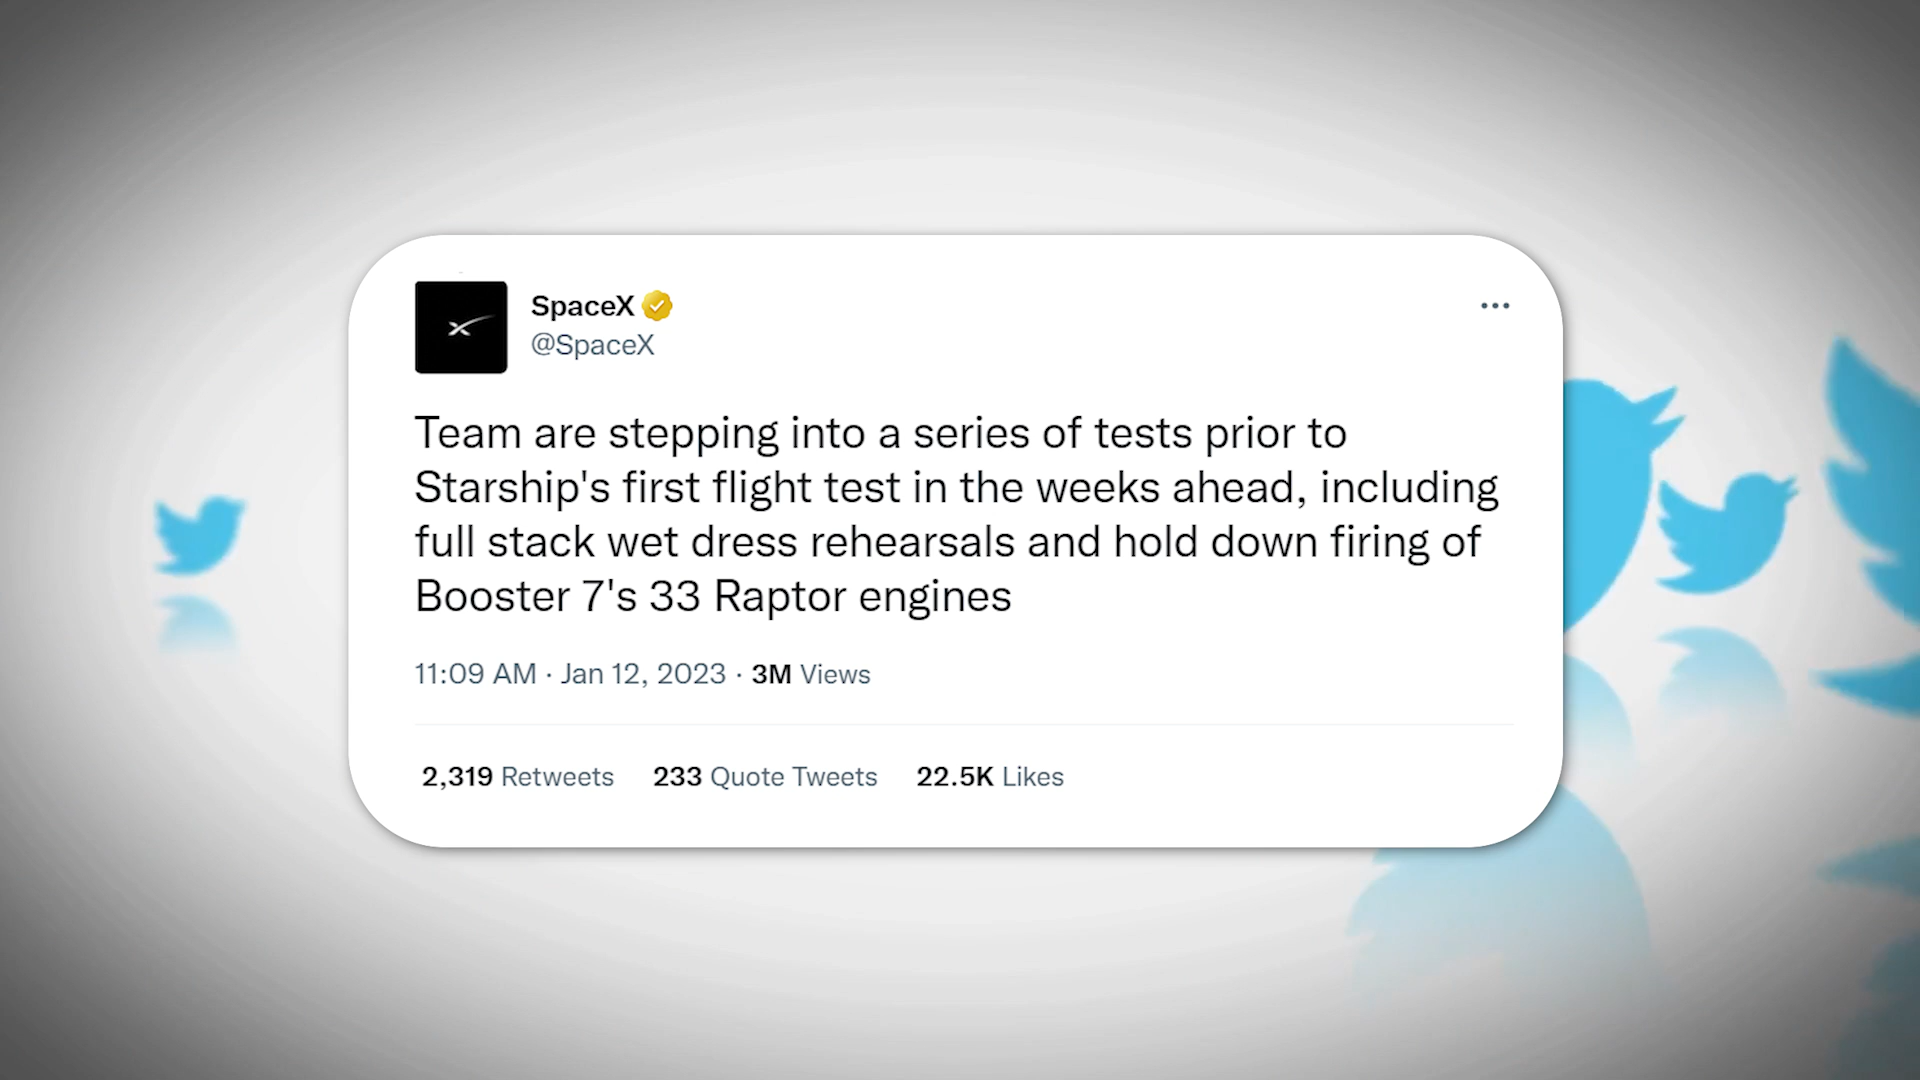 SpaceX
@SpaceX
Team are stepping into a series of tests prior to
Starship's first flight test in the weeks ahead, including
full stack wet dress rehearsals and hold down firing of
Booster 7's 33 Raptor engines
11:09 AM · Jan 12, 2023 · 3M Views
2,319 Retweets 233 Quote Tweets 22.5K Likes